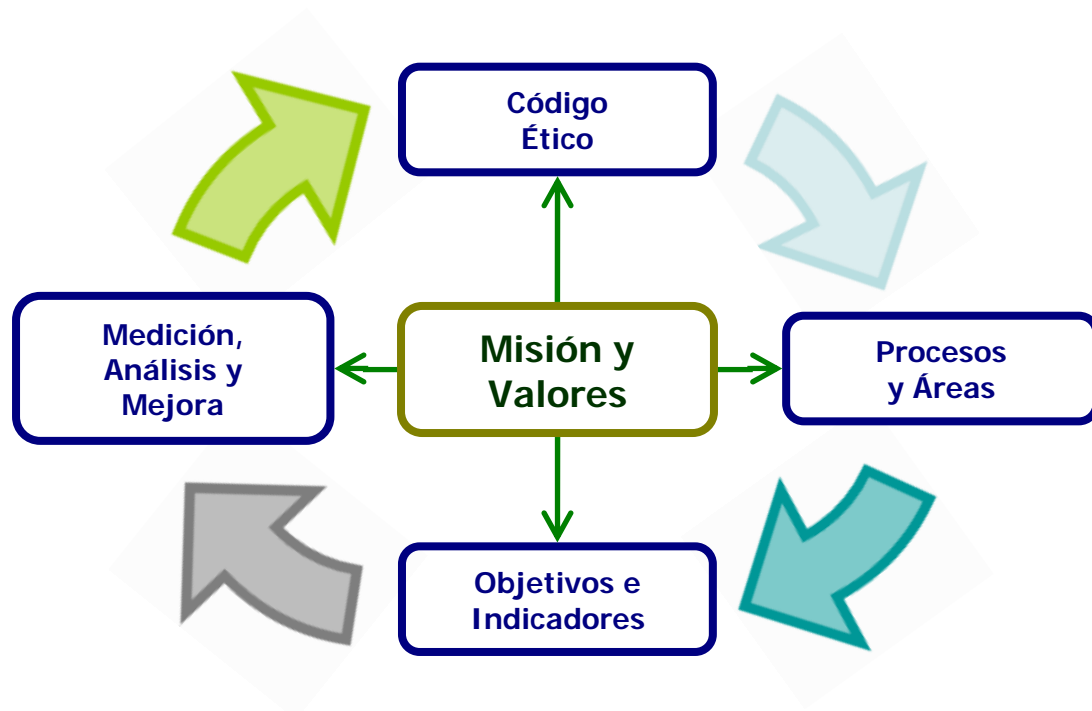 Código
Ético
Medición,
Análisis y
Mejora
Misión y
Valores
Procesos
y Áreas
Objetivos e
Indicadores